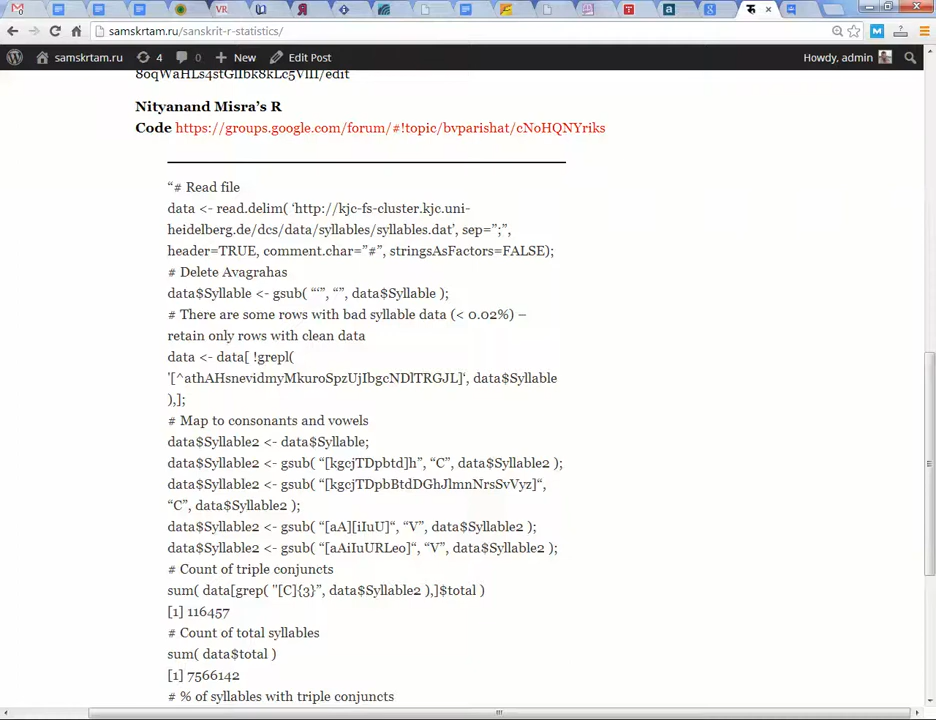 samskrtam.ru/sanskrit-r-statistics/
samskrtam.ru 4 0 New Edit Post Howdy, admin
Nityanand Misra's R
Code https://groups.google.com/forum/#!topic/bvparishat/cNoHQNYriks
“# Read file
data <- read.delim( ‘http://kjc-fs-cluster.kjc.uni-
heidelberg.de/dcs/data/syllables/syllables.dat’, sep=”;”,
header=TRUE, comment.char=”#”, stringsAsFactors=FALSE);
# Delete Avagrahas
data$Syllable <- gsub( “‘”, “”, data$Syllable );
# There are some rows with bad syllable data (< 0.02%) –
retain only rows with clean data
data <- data[ !grepl(
'[^athAHsnevidmyMkuroSpzUjIbgcNDlTRGJL]‘, data$Syllable
),];
# Map to consonants and vowels
data$Syllable2 <- data$Syllable;
data$Syllable2 <- gsub( “[kgcjTDpbtd]h”, “C”, data$Syllable2 );
data$Syllable2 <- gsub( “[kgcjTDpbBtdDGhJlmnNrsSvVyz]“,
“C”, data$Syllable2 );
data$Syllable2 <- gsub( “[aA][iIuU]“, “V”, data$Syllable2 );
data$Syllable2 <- gsub( “[aAiIuURLeo]“, “V”, data$Syllable2 );
# Count of triple conjuncts
sum( data[grep( "[C]{3}”, data$Syllable2 ),]$total )
[1] 116457
# Count of total syllables
sum( data$total )
[1] 7566142
# % of syllables with triple conjuncts